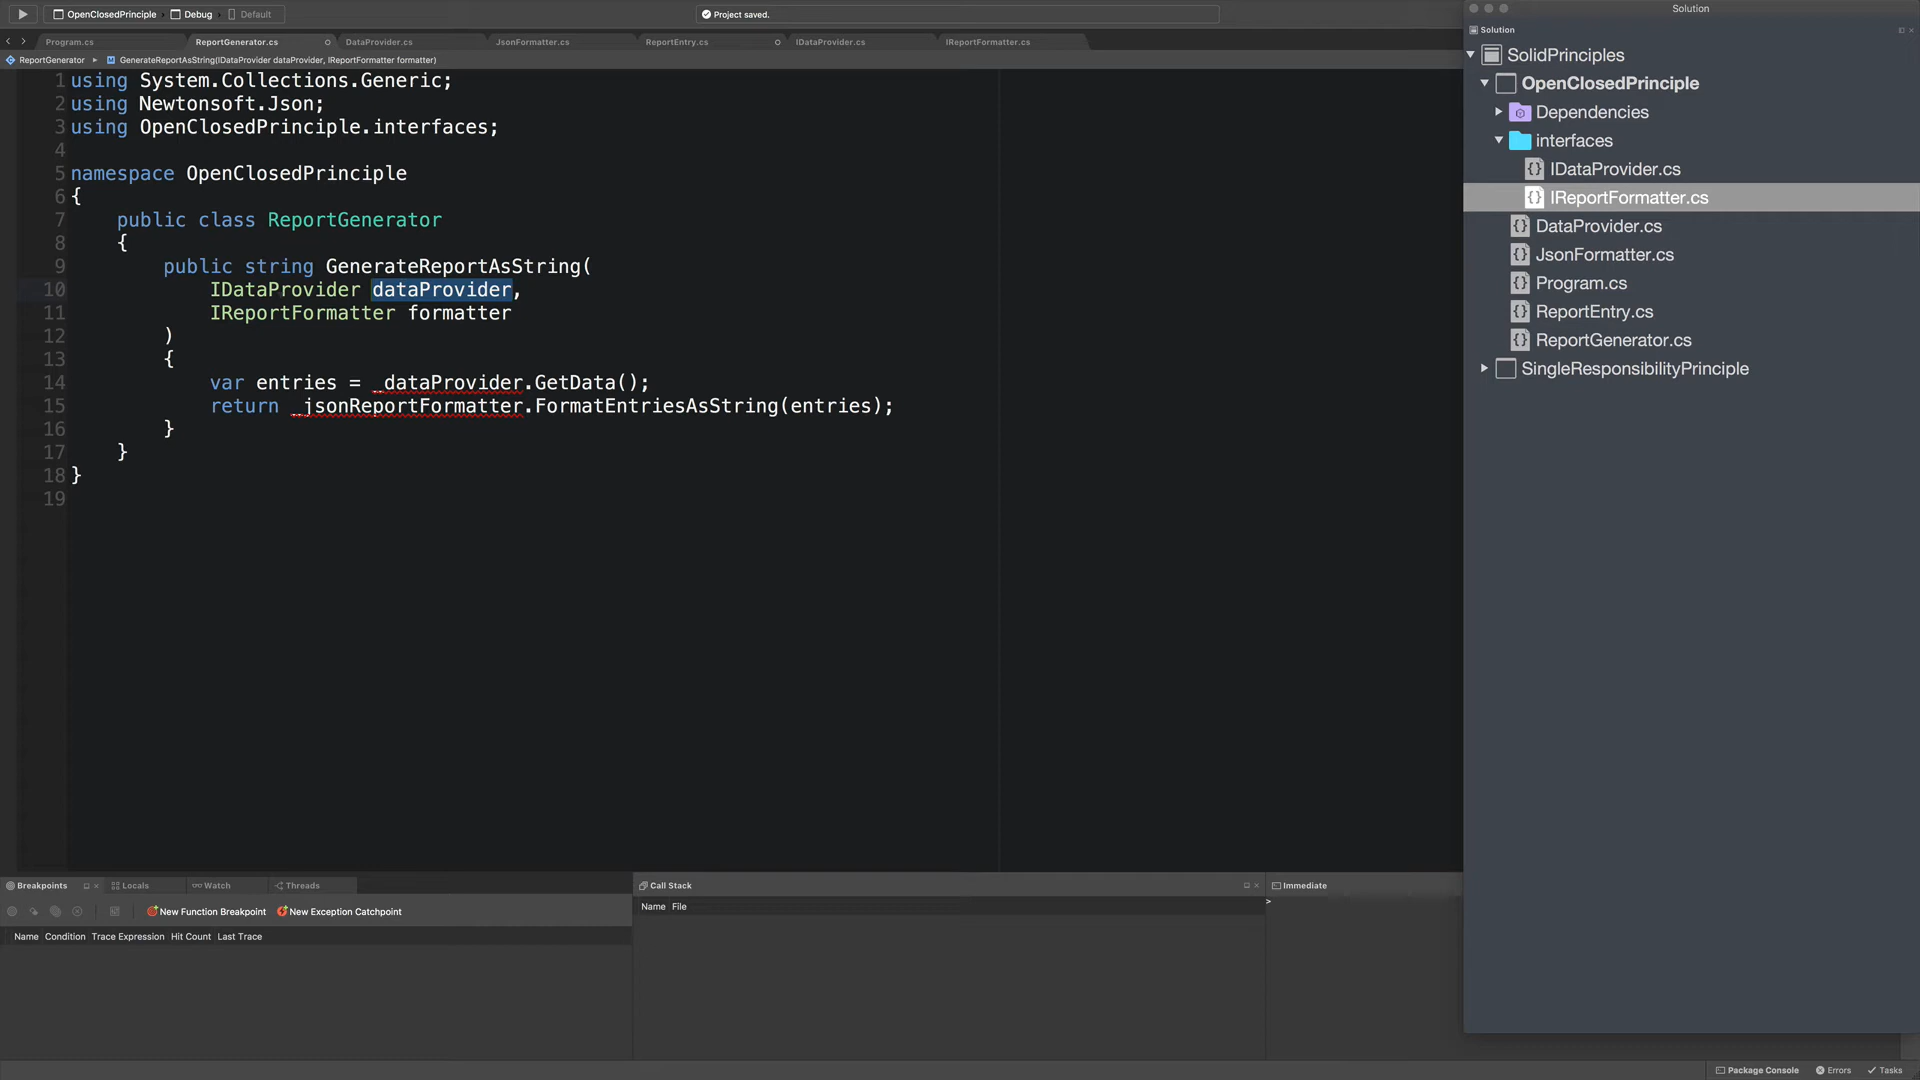 OpenClosedPrinciple › Debug › Default
Project saved.
Solution
Program.cs
ReportGenerator.cs
DataProvider.cs
JsonFormatter.cs
ReportEntry.cs
IDataProvider.cs
IReportFormatter.cs
ReportGenerator
GenerateReportAsString(IDataProvider dataProvider, IReportFormatter formatter)
1 using System.Collections.Generic;
2 using Newtonsoft.Json;
3 using OpenClosedPrinciple.interfaces;
4
5 namespace OpenClosedPrinciple
6 {
7 public class ReportGenerator
8 {
9 public string GenerateReportAsString(
10 IDataProvider dataProvider,
11 IReportFormatter formatter
12 )
13 {
14 var entries = _dataProvider.GetData();
15 return _jsonReportFormatter.FormatEntriesAsString(entries);
16 }
17 }
18 }
19
Solution
SolidPrinciples
OpenClosedPrinciple
Dependencies
interfaces
IDataProvider.cs
IReportFormatter.cs
DataProvider.cs
JsonFormatter.cs
Program.cs
ReportEntry.cs
ReportGenerator.cs
SingleResponsibilityPrinciple
Breakpoints
Locals
Watch
Threads
New Function Breakpoint
New Exception Catchpoint
Name Condition Trace Expression Hit Count Last Trace
Call Stack
Name File
Immediate
>
Package Console
Errors
Tasks